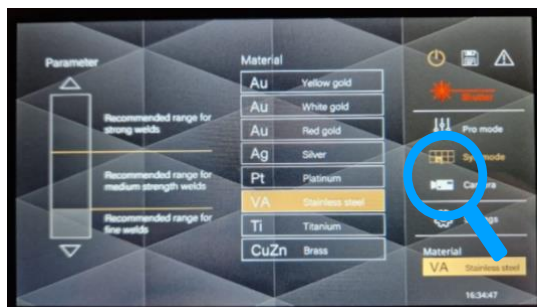 Parameter
Recommended range for
strong welds
Recommended range for
medium strength welds
Recommended range for
fine welds
Material
Au Yellow gold
Au White gold
Au Red gold
Ag Silver
Pt Platinum
VA Stainless steel
Ti Titanium
CuZn Brass
Shutter
Pro mode
mode
Material
VA Stainless steel
16:34:47